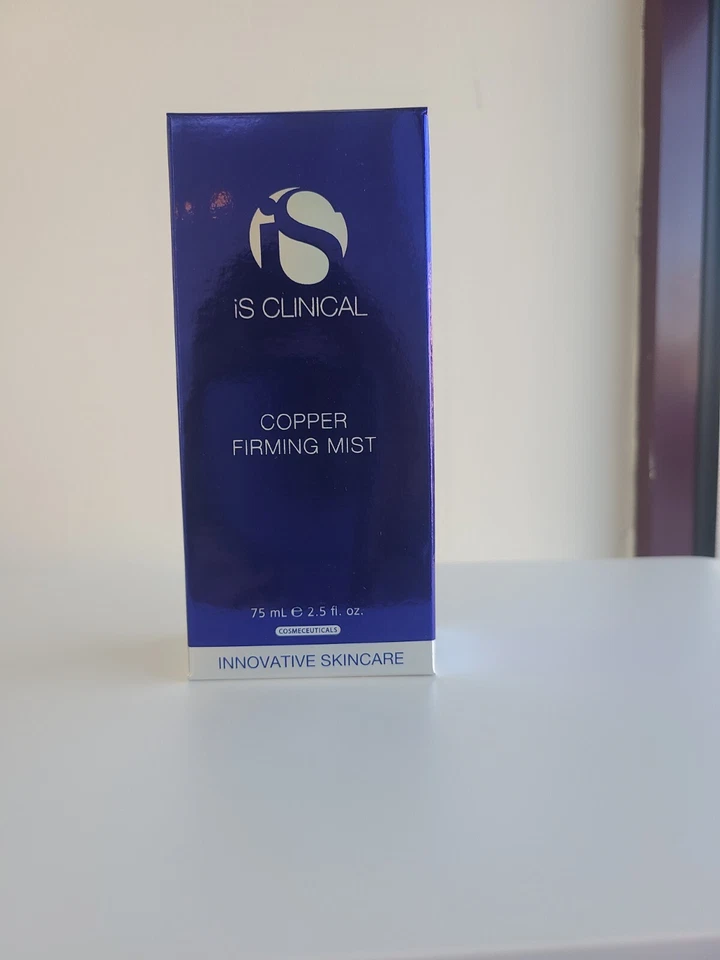 iS
iS CLINICAL
COPPER
FIRMING MIST
75 mL ℮ 2.5 fl. oz.
COSMECEUTICALS
INNOVATIVE SKINCARE